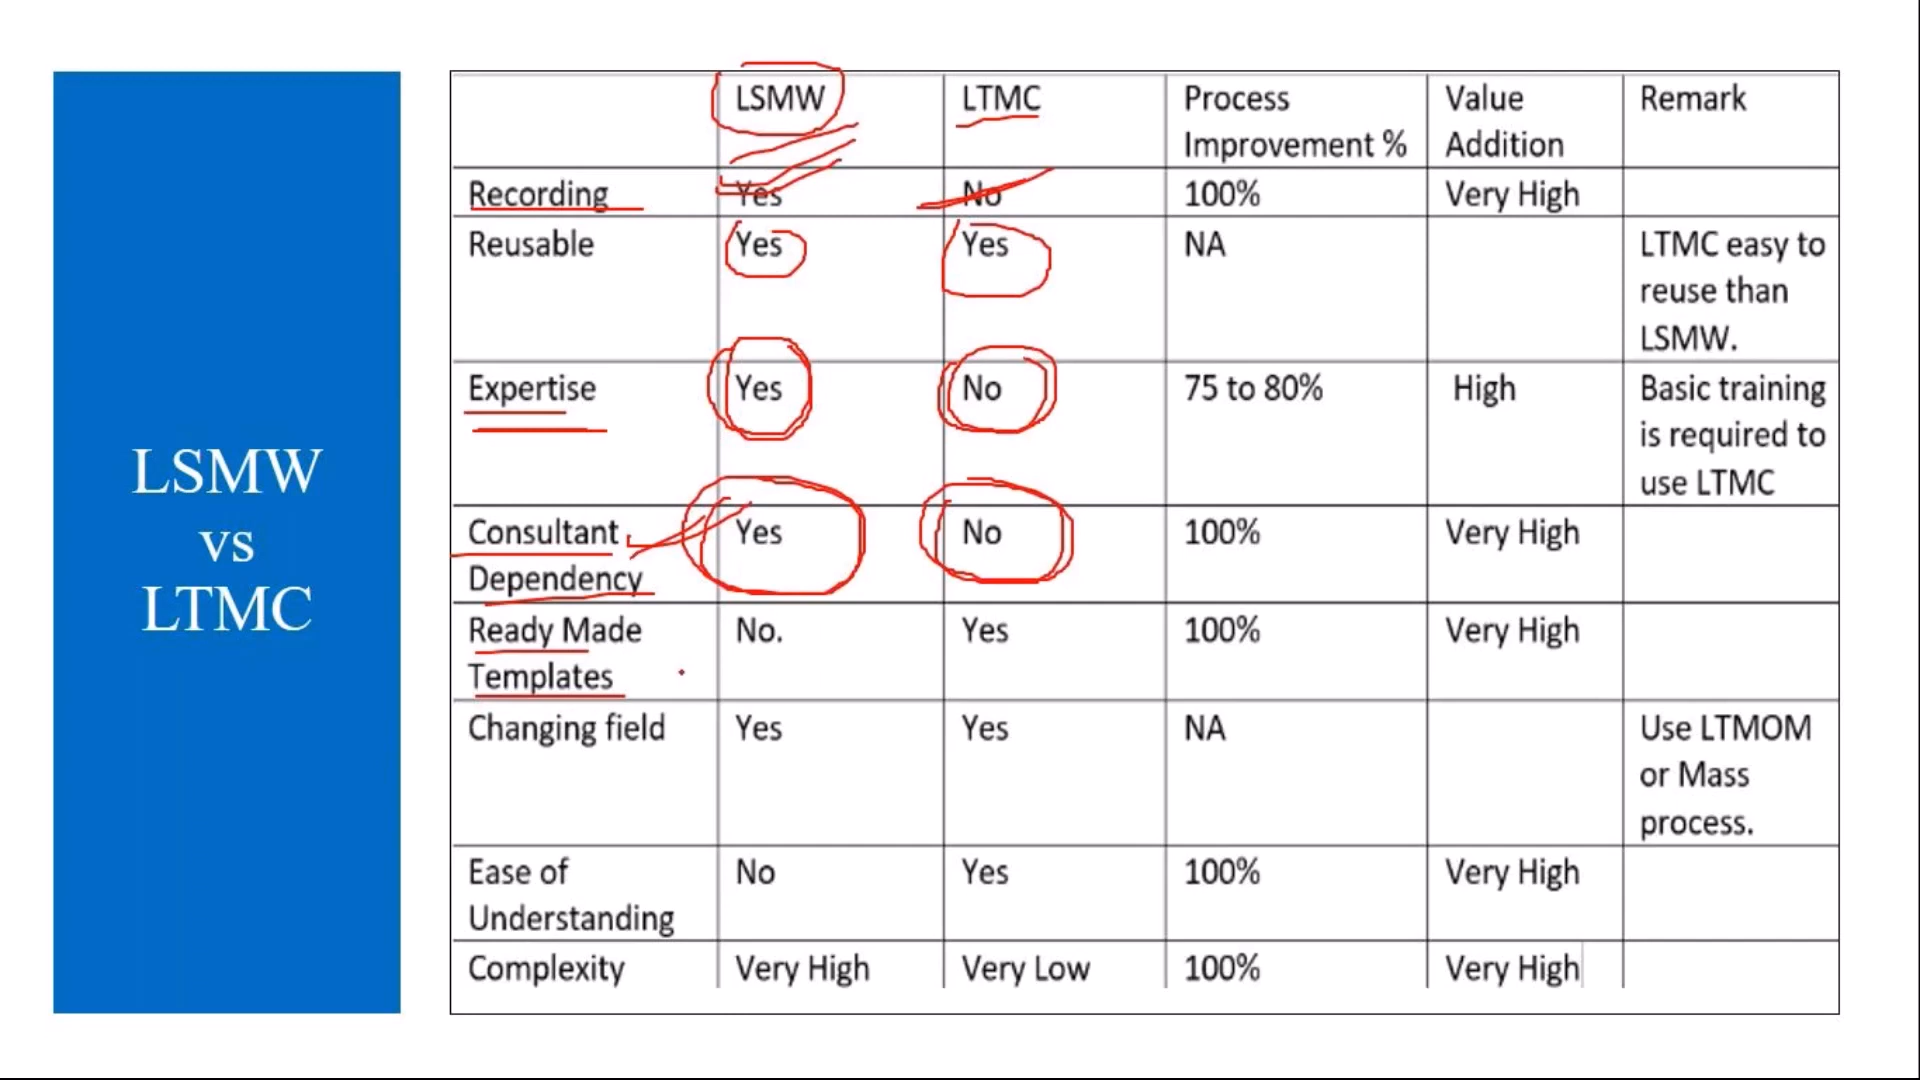 LSMW
vs
LTMC
LSMW LTMC Process Improvement % Value Addition Remark
Recording Yes No 100% Very High
Reusable Yes Yes NA LTMC easy to reuse than LSMW.
Expertise Yes No 75 to 80% High Basic training is required to use LTMC
Consultant Dependency Yes No 100% Very High
Ready Made Templates No. Yes 100% Very High
Changing field Yes Yes NA Use LTMOM or Mass process.
Ease of Understanding No Yes 100% Very High
Complexity Very High Very Low 100% Very High